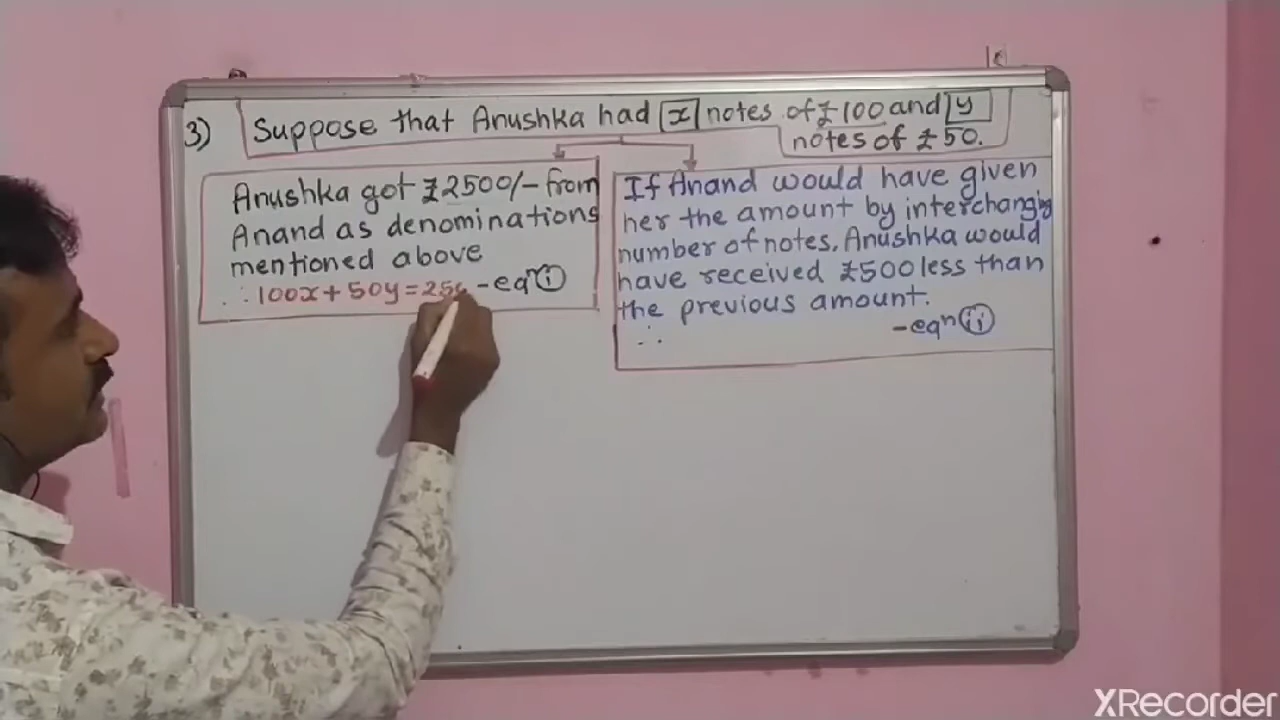 3) Suppose that Anushka had x notes of ₹100 and y
notes of ₹50.
Anushka got ₹2500/- from
Anand as denominations
mentioned above
∴ 100x + 50y = 250 - eqⁿ (i)
If Anand would have given
her the amount by interchanging
number of notes, Anushka would
have received ₹500 less than
the previous amount.
- eqⁿ (ii)
∴
XRecorder